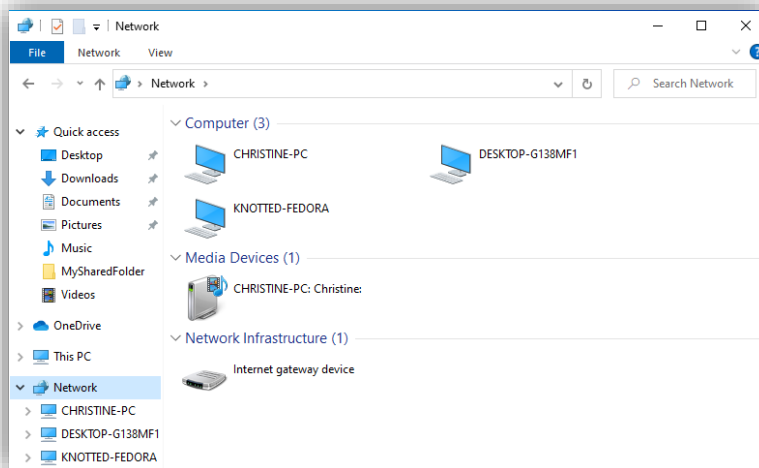 Network
File Network View
Network
Search Network
Quick access
Desktop
Downloads
Documents
Pictures
Music
MySharedFolder
Videos
OneDrive
This PC
Network
CHRISTINE-PC
DESKTOP-G138MF1
KNOTTED-FEDORA
Computer (3)
CHRISTINE-PC DESKTOP-G138MF1
KNOTTED-FEDORA
Media Devices (1)
CHRISTINE-PC: Christine:
Network Infrastructure (1)
Internet gateway device